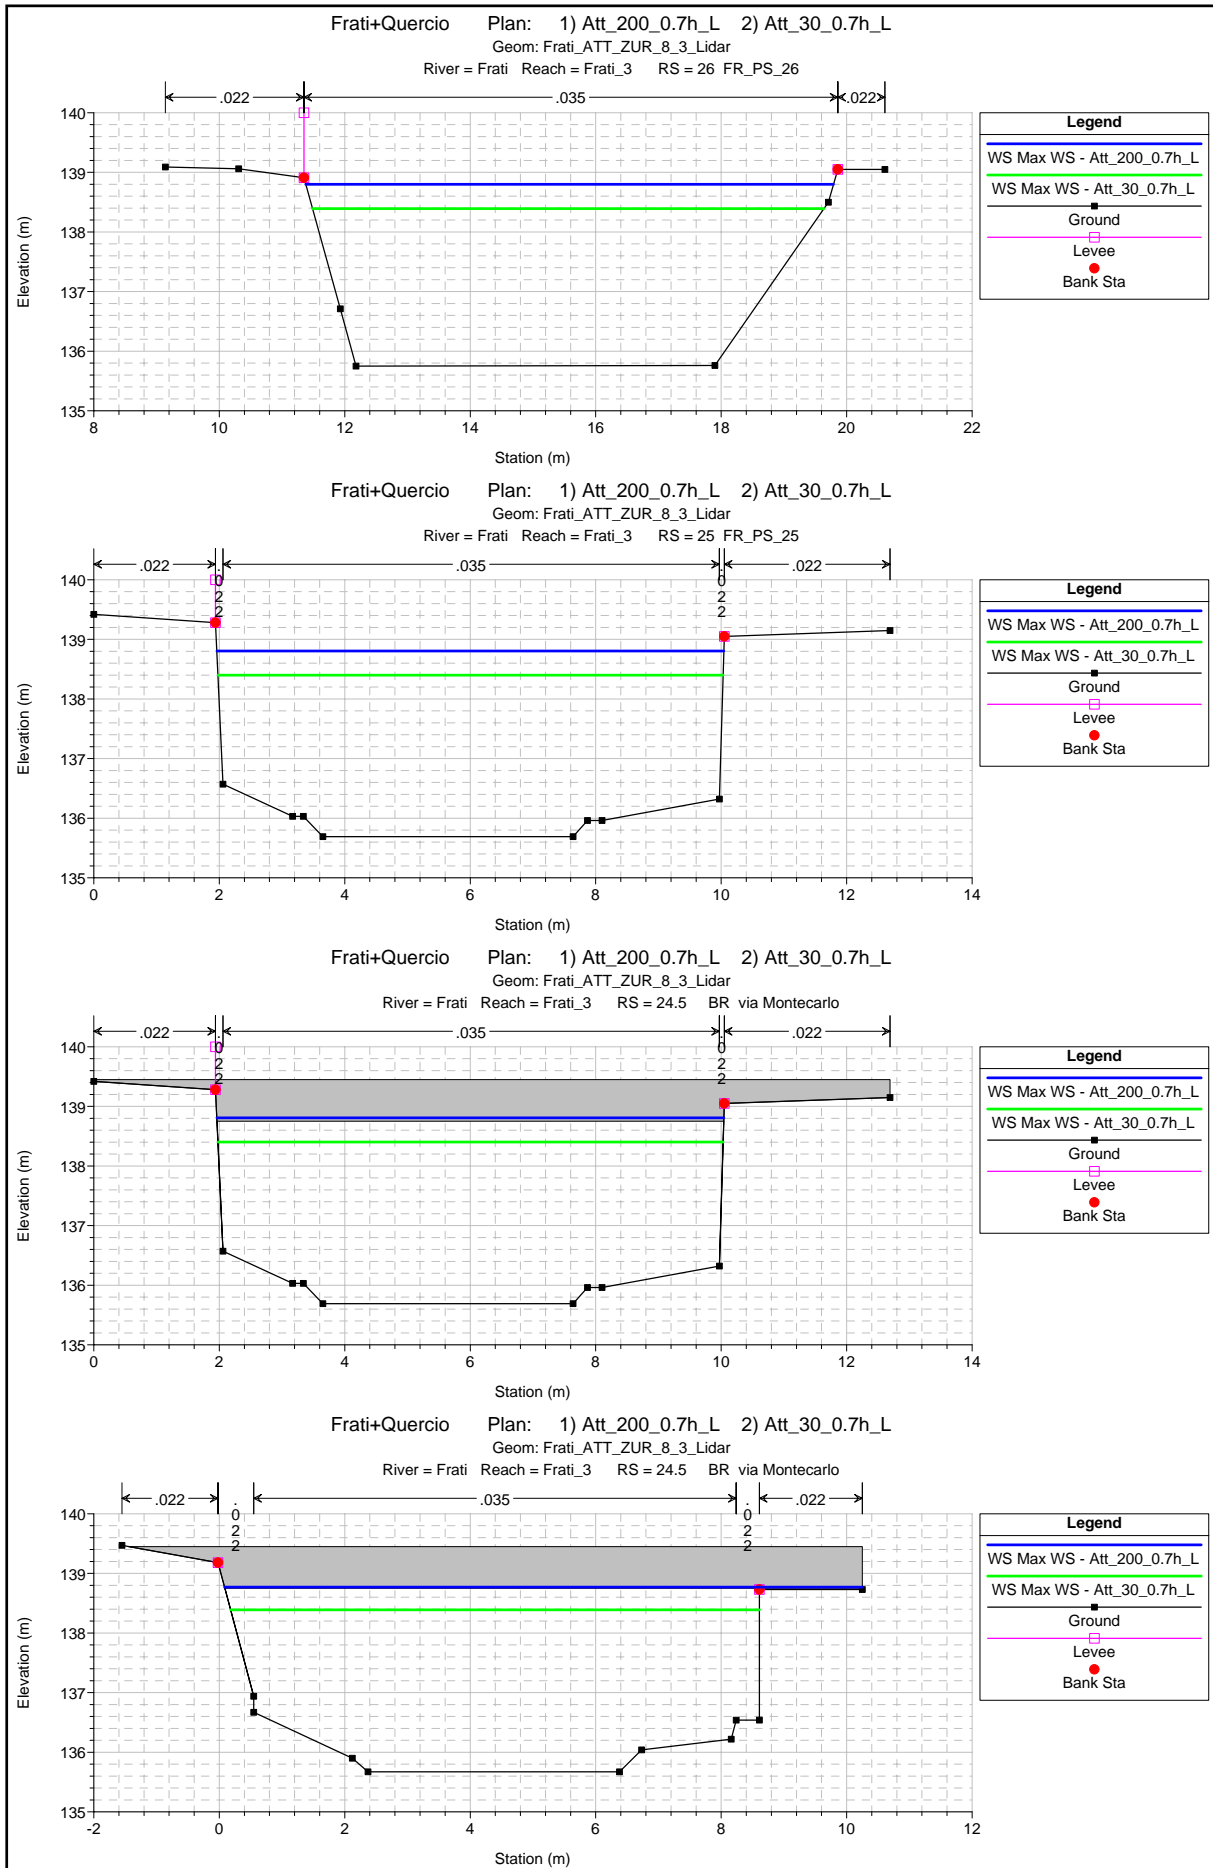 Frati+Quercio Plan: 1) Att_200_0.7h_L 2) Att_30_0.7h_L
Geom: Frati_ATT_ZUR_8_3_Lidar
River = Frati Reach = Frati_3 RS = 26 FR_PS_26
.022 .035 .022
140
139
138
137
136
135
Elevation (m)
8 10 12 14 16 18 20 22
Station (m)
Legend
WS Max WS - Att_200_0.7h_L
WS Max WS - Att_30_0.7h_L
Ground
Levee
Bank Sta
Frati+Quercio Plan: 1) Att_200_0.7h_L 2) Att_30_0.7h_L
Geom: Frati_ATT_ZUR_8_3_Lidar
River = Frati Reach = Frati_3 RS = 25 FR_PS_25
.022 .022 .035 .022 .022
140
139
138
137
136
135
Elevation (m)
0 2 4 6 8 10 12 14
Station (m)
Legend
WS Max WS - Att_200_0.7h_L
WS Max WS - Att_30_0.7h_L
Ground
Levee
Bank Sta
Frati+Quercio Plan: 1) Att_200_0.7h_L 2) Att_30_0.7h_L
Geom: Frati_ATT_ZUR_8_3_Lidar
River = Frati Reach = Frati_3 RS = 24.5 BR via Montecarlo
.022 .022 .035 .022 .022
140
139
138
137
136
135
Elevation (m)
0 2 4 6 8 10 12 14
Station (m)
Legend
WS Max WS - Att_200_0.7h_L
WS Max WS - Att_30_0.7h_L
Ground
Levee
Bank Sta
Frati+Quercio Plan: 1) Att_200_0.7h_L 2) Att_30_0.7h_L
Geom: Frati_ATT_ZUR_8_3_Lidar
River = Frati Reach = Frati_3 RS = 24.5 BR via Montecarlo
.022 .022 .035 .022 .022
140
139
138
137
136
135
Elevation (m)
-2 0 2 4 6 8 10 12
Station (m)
Legend
WS Max WS - Att_200_0.7h_L
WS Max WS - Att_30_0.7h_L
Ground
Levee
Bank Sta